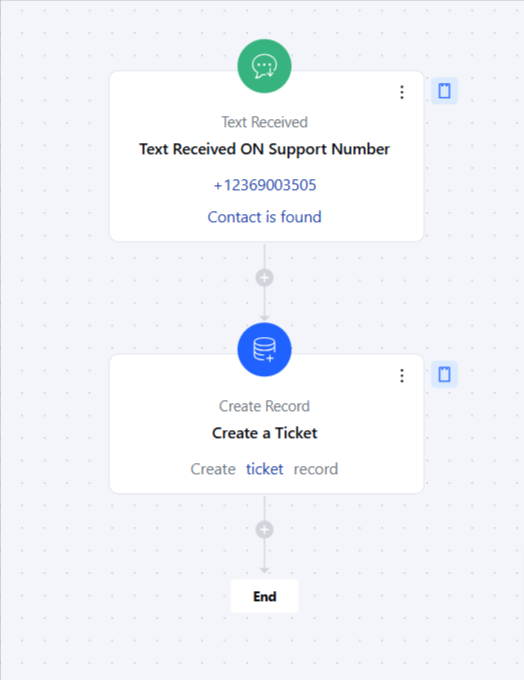 Text Received
Text Received ON Support Number
+12369003505
Contact is found
Create Record
Create a Ticket
Create ticket record
End